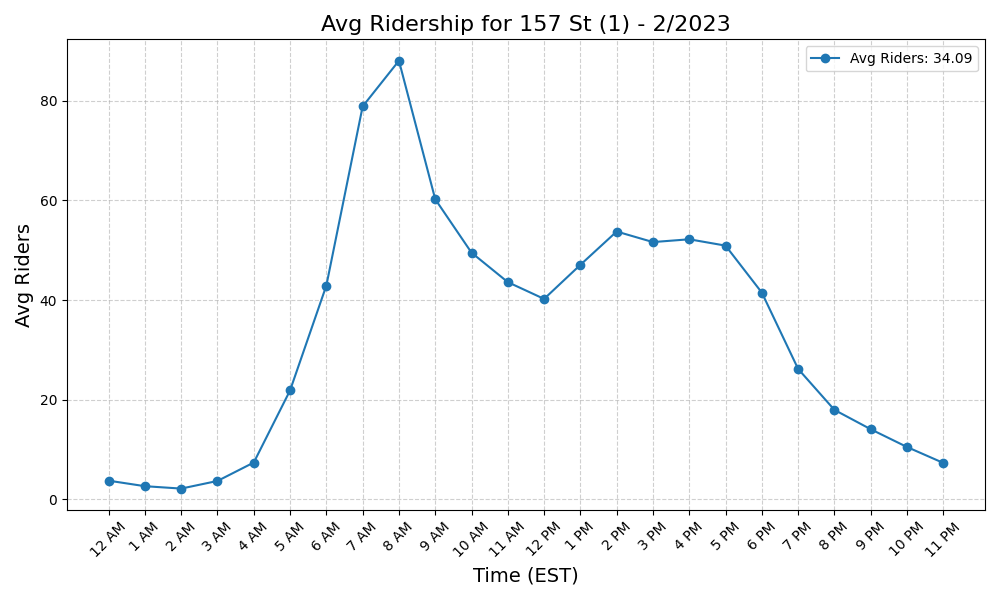 Avg Ridership for 157 St (1) - 2/2023
Avg Riders: 34.09
Avg Riders
80
60
40
20
0
12 AM
1 AM
2 AM
3 AM
4 AM
5 AM
6 AM
7 AM
8 AM
9 AM
10 AM
11 AM
12 PM
1 PM
2 PM
3 PM
4 PM
5 PM
6 PM
7 PM
8 PM
9 PM
10 PM
11 PM
Time (EST)